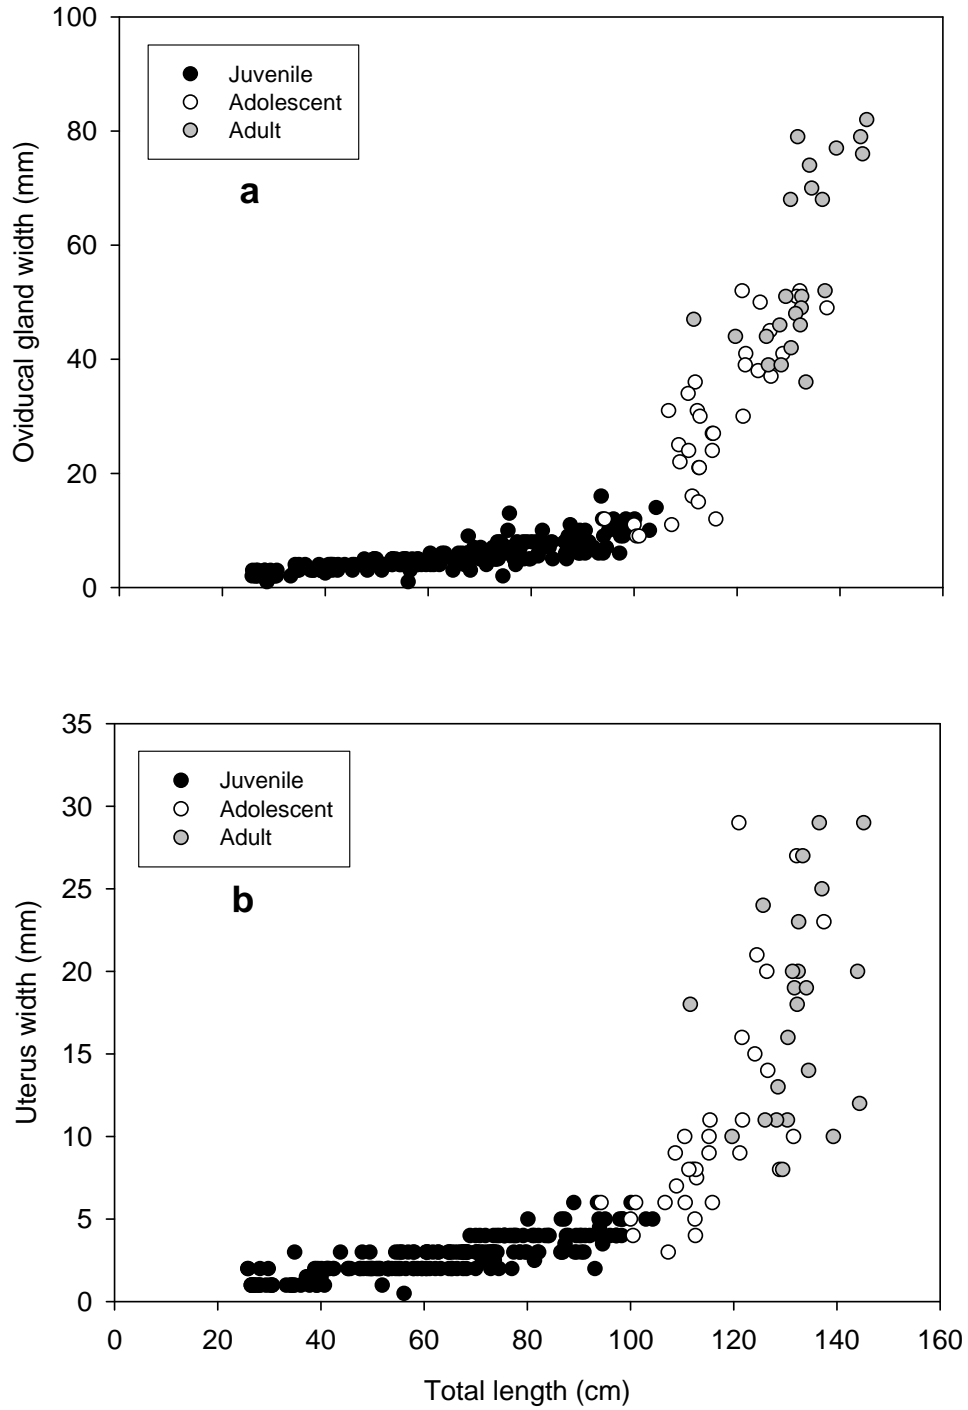 100
80
60
40
20
0
Oviducal gland width (mm)
Juvenile
Adolescent
Adult
a
35
30
25
20
15
10
5
0
Uterus width (mm)
Juvenile
Adolescent
Adult
b
0 20 40 60 80 100 120 140 160
Total length (cm)